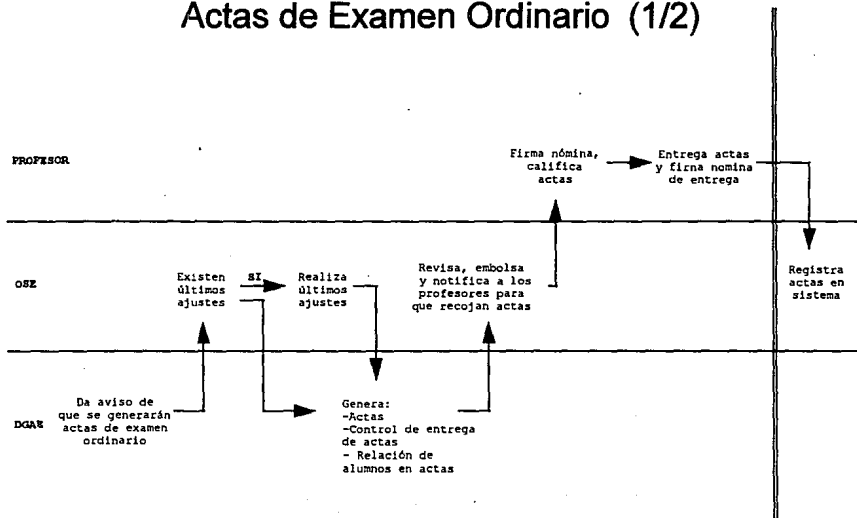 Actas de Examen Ordinario (1/2)
PROFESOR
Firma nómina,
califica
actas
Entrega actas
y firna nomina
de entrega
OSE
Existen
últimos
ajustes
SI
Realiza
últimos
ajustes
Revisa, embolsa
y notifica a los
profesores para
que recojan actas
Registra
actas en
sistema
DGAE
Da aviso de
que se generarán
actas de examen
ordinario
Genera:
-Actas
-Control de entrega
de actas
- Relación de
alumnos en actas